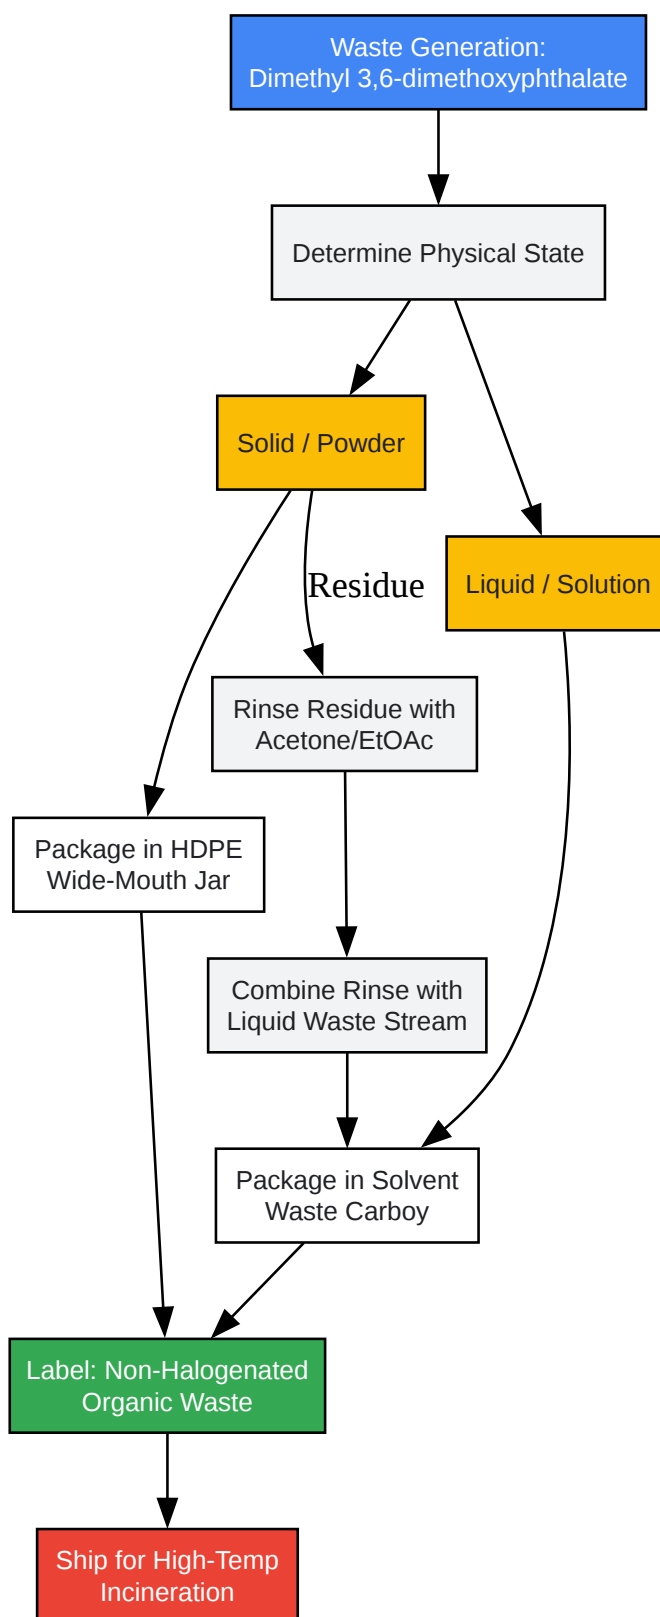 Waste Generation:
Dimethyl 3,6-dimethoxyphthalate
Determine Physical State
Solid / Powder
Residue
Liquid / Solution
Rinse Residue with
Acetone/EtOAc
Package in HDPE
Wide-Mouth Jar
Combine Rinse with
Liquid Waste Stream
Package in Solvent
Waste Carboy
Label: Non-Halogenated
Organic Waste
Ship for High-Temp
Incineration